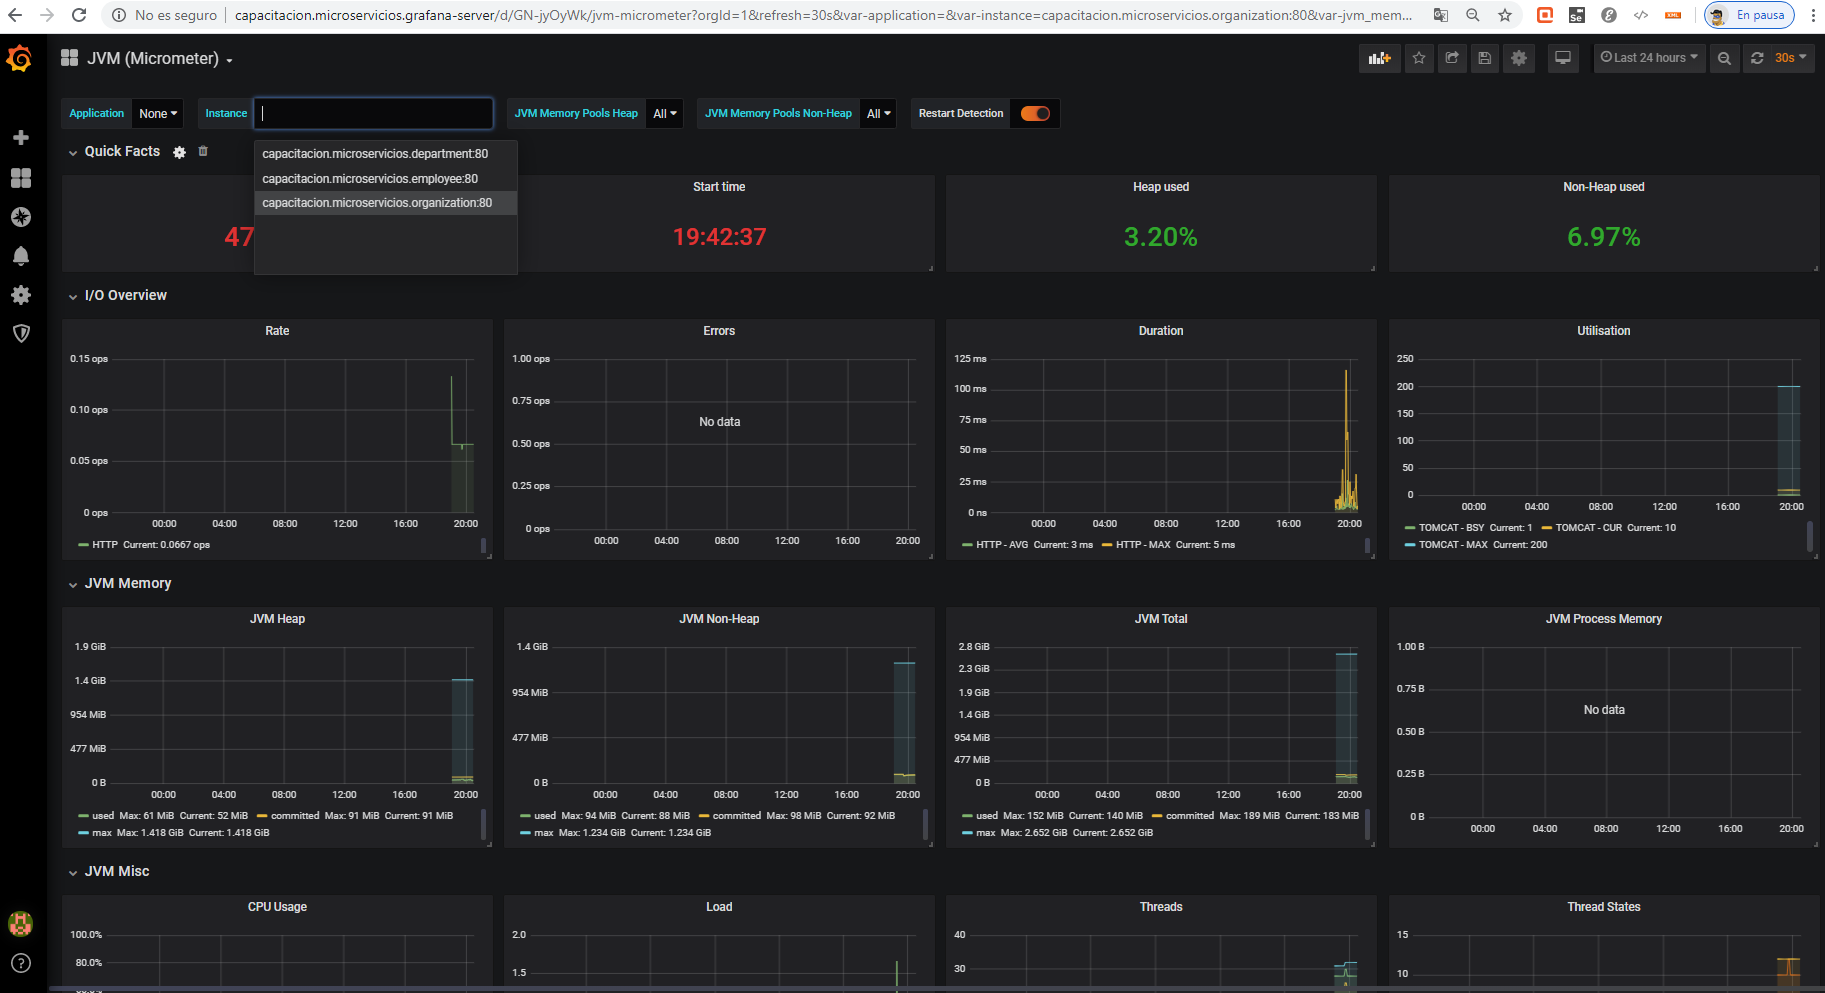 No es seguro capacitacion.microservicios.grafana-server/d/GN-jyOyWk/jvm-micrometer?orgId=1&refresh=30s&var-application=&var-instance=capacitacion.microservicios.organization:80&var-jvm_mem... En pausa
JVM (Micrometer) Last 24 hours 30s
Application None Instance JVM Memory Pools Heap All JVM Memory Pools Non-Heap All Restart Detection
Quick Facts
capacitacion.microservicios.department:80
capacitacion.microservicios.employee:80
capacitacion.microservicios.organization:80
Start time Heap used Non-Heap used
47 19:42:37 3.20% 6.97%
I/O Overview
Rate
0.15 ops
0.10 ops
0.05 ops
0 ops
00:00 04:00 08:00 12:00 16:00 20:00
HTTP Current: 0.0667 ops
Errors
1.00 ops
0.75 ops
0.50 ops
0.25 ops
0 ops
No data
00:00 04:00 08:00 12:00 16:00 20:00
Duration
125 ms
100 ms
75 ms
50 ms
25 ms
0 ns
00:00 04:00 08:00 12:00 16:00 20:00
HTTP - AVG Current: 3 ms HTTP - MAX Current: 5 ms
Utilisation
250
200
150
100
50
0
00:00 04:00 08:00 12:00 16:00 20:00
TOMCAT - BSY Current: 1 TOMCAT - CUR Current: 10
TOMCAT - MAX Current: 200
JVM Memory
JVM Heap
1.9 GiB
1.4 GiB
954 MiB
477 MiB
0 B
00:00 04:00 08:00 12:00 16:00 20:00
used Max: 61 MiB Current: 52 MiB committed Max: 91 MiB Current: 91 MiB
max Max: 1.418 GiB Current: 1.418 GiB
JVM Non-Heap
1.4 GiB
954 MiB
477 MiB
0 B
00:00 04:00 08:00 12:00 16:00 20:00
used Max: 94 MiB Current: 88 MiB committed Max: 98 MiB Current: 92 MiB
max Max: 1.234 GiB Current: 1.234 GiB
JVM Total
2.8 GiB
2.3 GiB
1.9 GiB
1.4 GiB
954 MiB
477 MiB
0 B
00:00 04:00 08:00 12:00 16:00 20:00
used Max: 152 MiB Current: 140 MiB committed Max: 189 MiB Current: 183 MiB
max Max: 2.652 GiB Current: 2.652 GiB
JVM Process Memory
1.00 B
0.75 B
0.50 B
0.25 B
0 B
No data
00:00 04:00 08:00 12:00 16:00 20:00
JVM Misc
CPU Usage
100.0%
80.0%
Load
2.0
1.5
Threads
40
30
Thread States
15
10